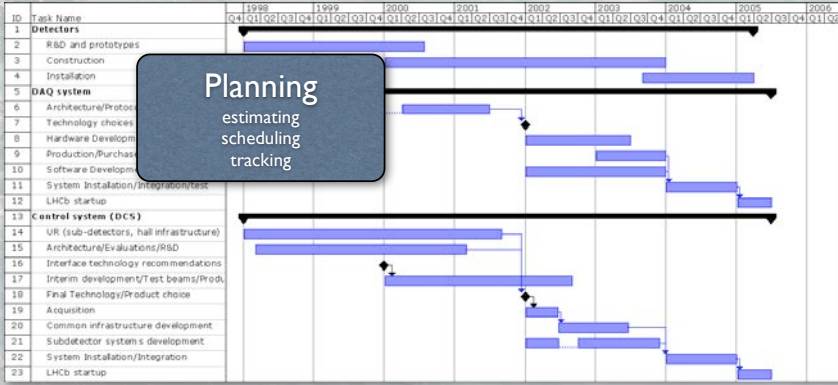 1998 1999 2000 2001 2002 2003 2004 2005 2006
ID Task Name Q4 Q1 Q2 Q3 Q4 Q1 Q2 Q3 Q4 Q1 Q2 Q3 Q4 Q1 Q2 Q3 Q4 Q1 Q2 Q3 Q4 Q1 Q2 Q3 Q4 Q1 Q2 Q3 Q4 Q1 Q2 Q3 Q4 Q1 Q2
1 Detectors
2 R&D and prototypes
3 Construction
4 Installation
5 DAQ system
6 Architecture/Protoc
7 Technology choices
8 Hardware Developm
9 Production/Purchase
10 Software Developme
11 System Installation/Integration/test
12 LHCb startup
13 Control system (DCS)
14 UR (sub-detectors, hall infrastructure)
15 Architecture/Evaluations/R&D
16 Interface technology recommendations
17 Interim development/Test beams/Produ
18 Final Technology/Product choice
19 Acquisition
20 Common infrastructure development
21 Subdetector systems development
22 System Installation/Integration
23 LHCb startup
Planning
estimating
scheduling
tracking